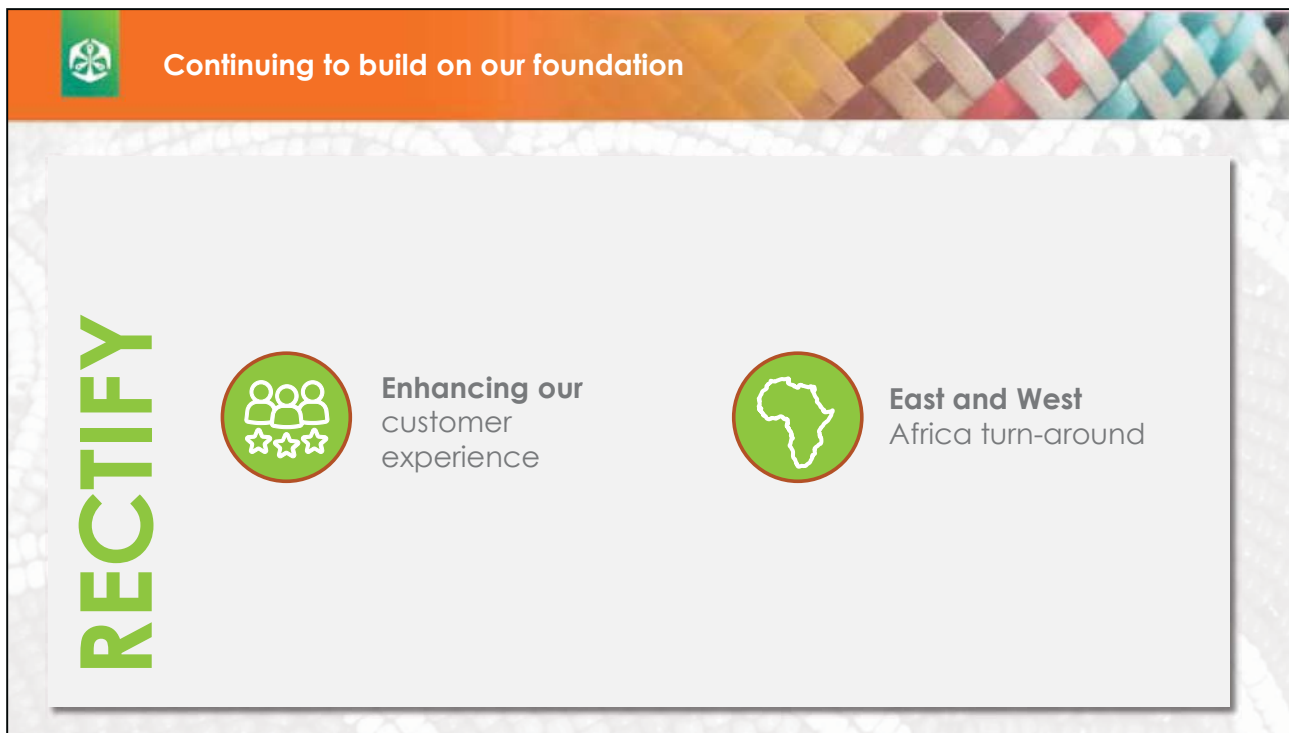 Continuing to build on our foundation
RECTIFY
Enhancing our
customer
experience
East and West
Africa turn-around